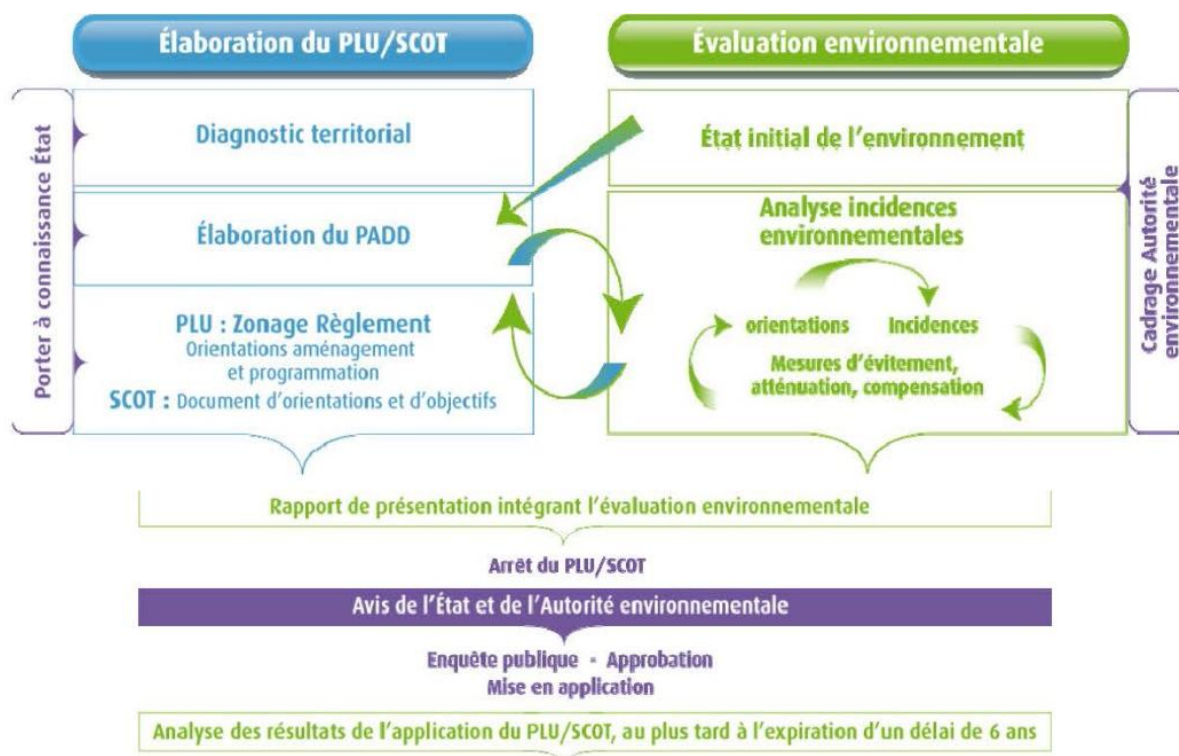 Élaboration du PLU/SCOT
Évaluation environnementale
Porter à connaissance État
Diagnostic territorial
Élaboration du PADD
PLU : Zonage Règlement
Orientations aménagement
et programmation
SCOT : Document d'orientations et d'objectifs
État initial de l'environnement
Analyse incidences
environnementales
orientations Incidences
Mesures d'évitement,
atténuation, compensation
Cadrage Autorité
environnementale
Rapport de présentation intégrant l'évaluation environnementale
Arrêt du PLU/SCOT
Avis de l'État et de l'Autorité environnementale
Enquête publique - Approbation
Mise en application
Analyse des résultats de l'application du PLU/SCOT, au plus tard à l'expiration d'un délai de 6 ans